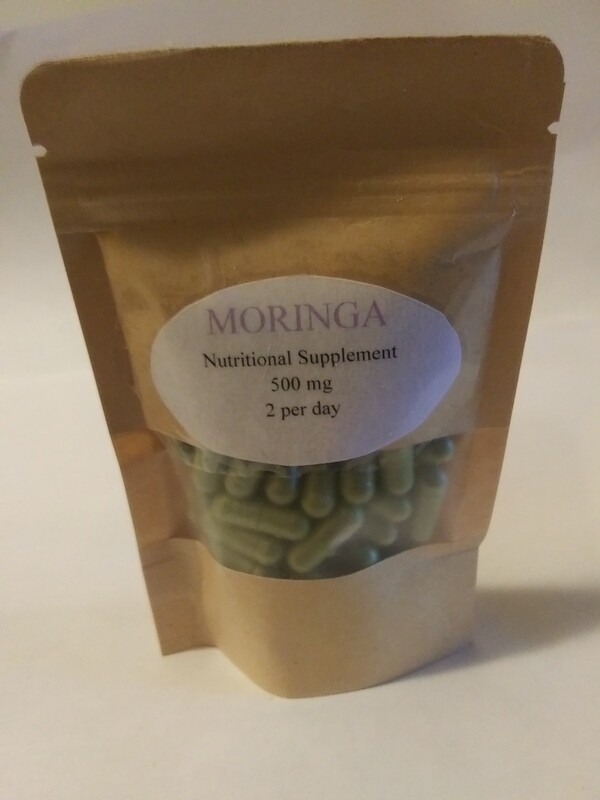 MORINGA
Nutritional Supplement
500 mg
2 per day